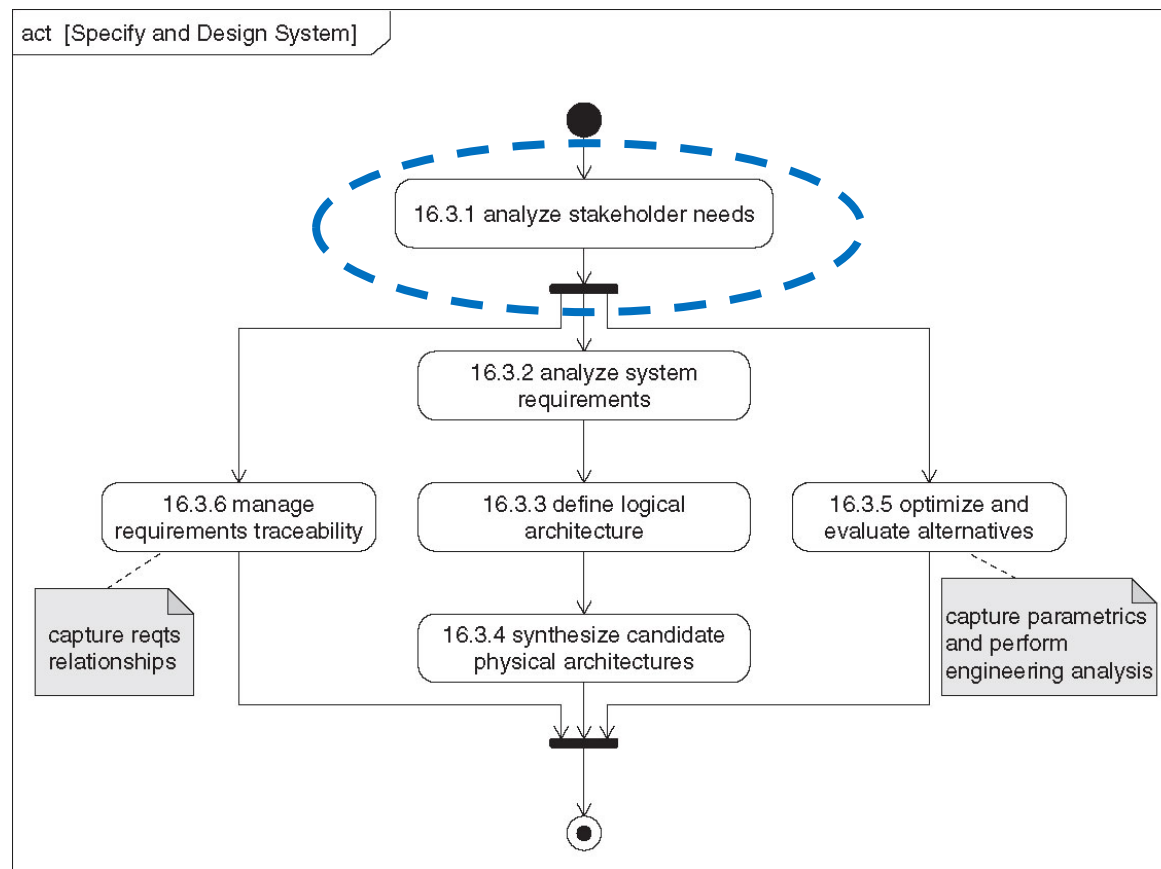 act [Specify and Design System]
16.3.1 analyze stakeholder needs
16.3.2 analyze system
requirements
16.3.6 manage
requirements traceability
16.3.3 define logical
architecture
16.3.5 optimize and
evaluate alternatives
capture reqts
relationships
16.3.4 synthesize candidate
physical architectures
capture parametrics
and perform
engineering analysis